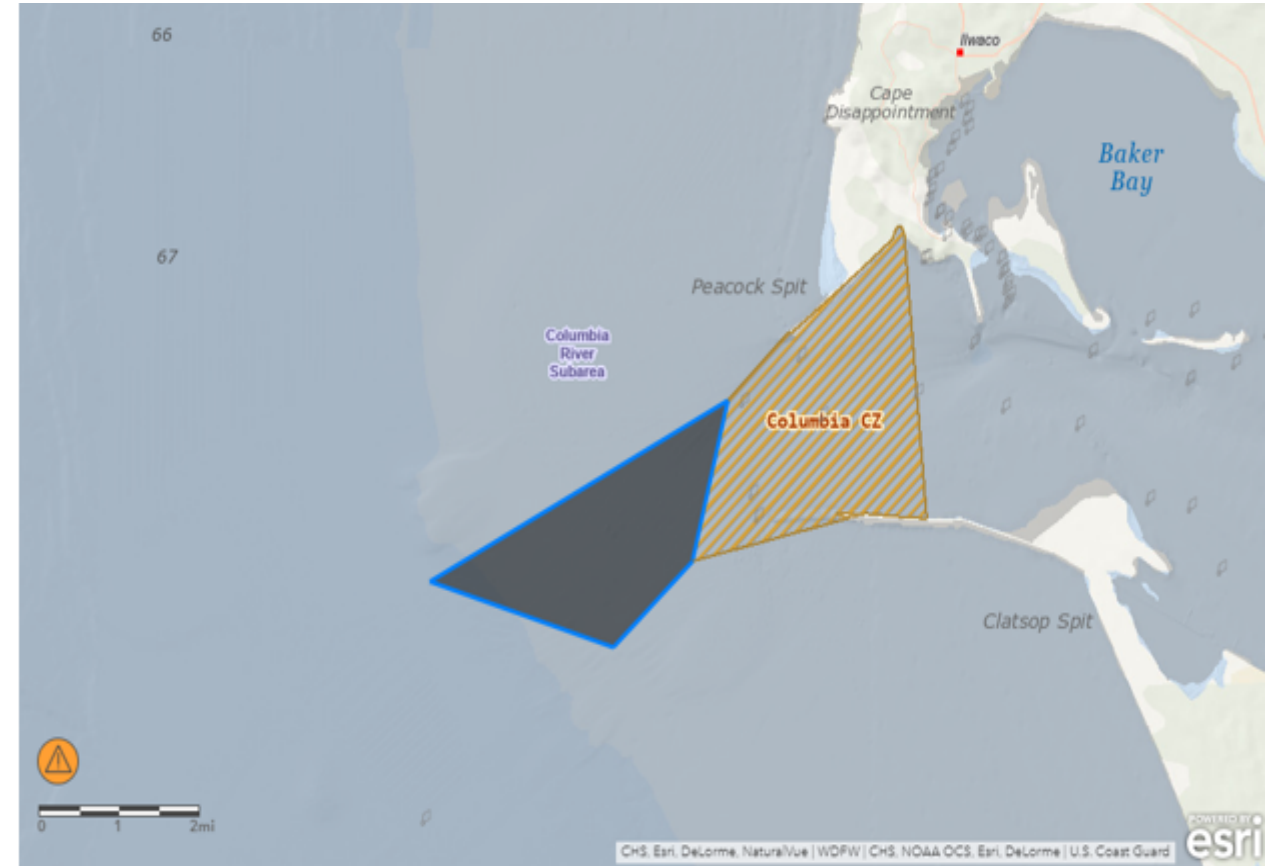 66
Ilwaco
Cape
Disappointment
Baker
Bay
67
Peacock Spit
Columbia
River
Subarea
Columbia CZ
Clatsop Spit
0 1 2mi
POWERED BY
esri
CHS, Esri, DeLorme, NaturalVue | WDFW | CHS, NOAA OCS, Esri, DeLorme | U.S. Coast Guard